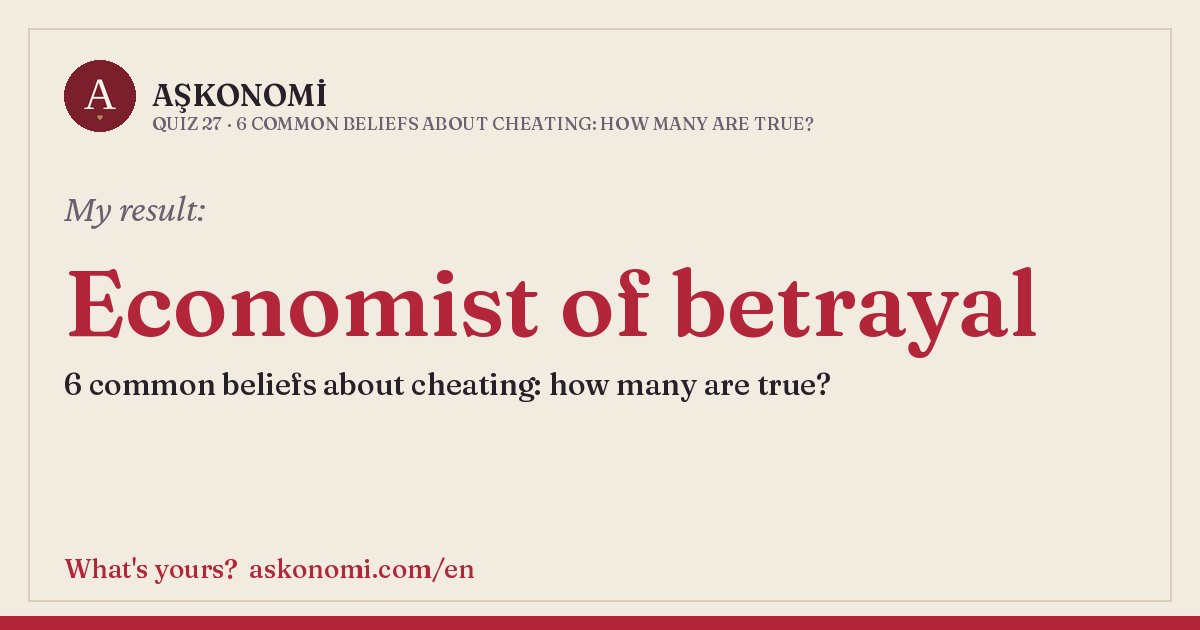 A
AŞKONOMİ
QUIZ 27 · 6 COMMON BELIEFS ABOUT CHEATING: HOW MANY ARE TRUE?
My result:
Economist of betrayal
6 common beliefs about cheating: how many are true?
What's yours? askonomi.com/en